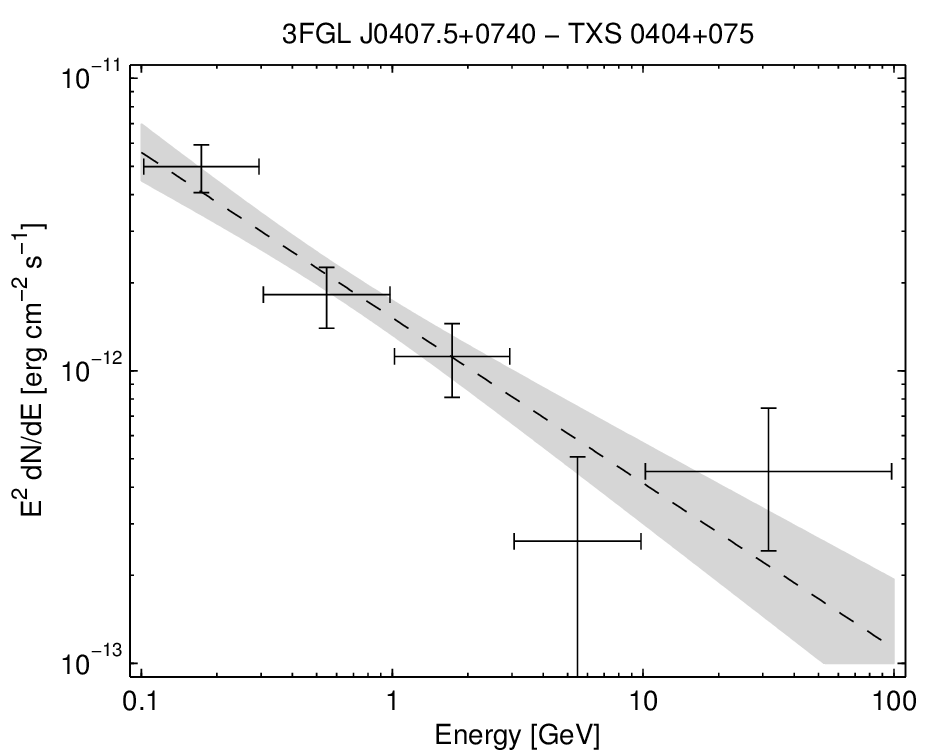 3FGL J0407.5+0740 − TXS 0404+075
10⁻¹¹
10⁻¹²
10⁻¹³
E² dN/dE [erg cm⁻² s⁻¹]
0.1 1 10 100
Energy [GeV]